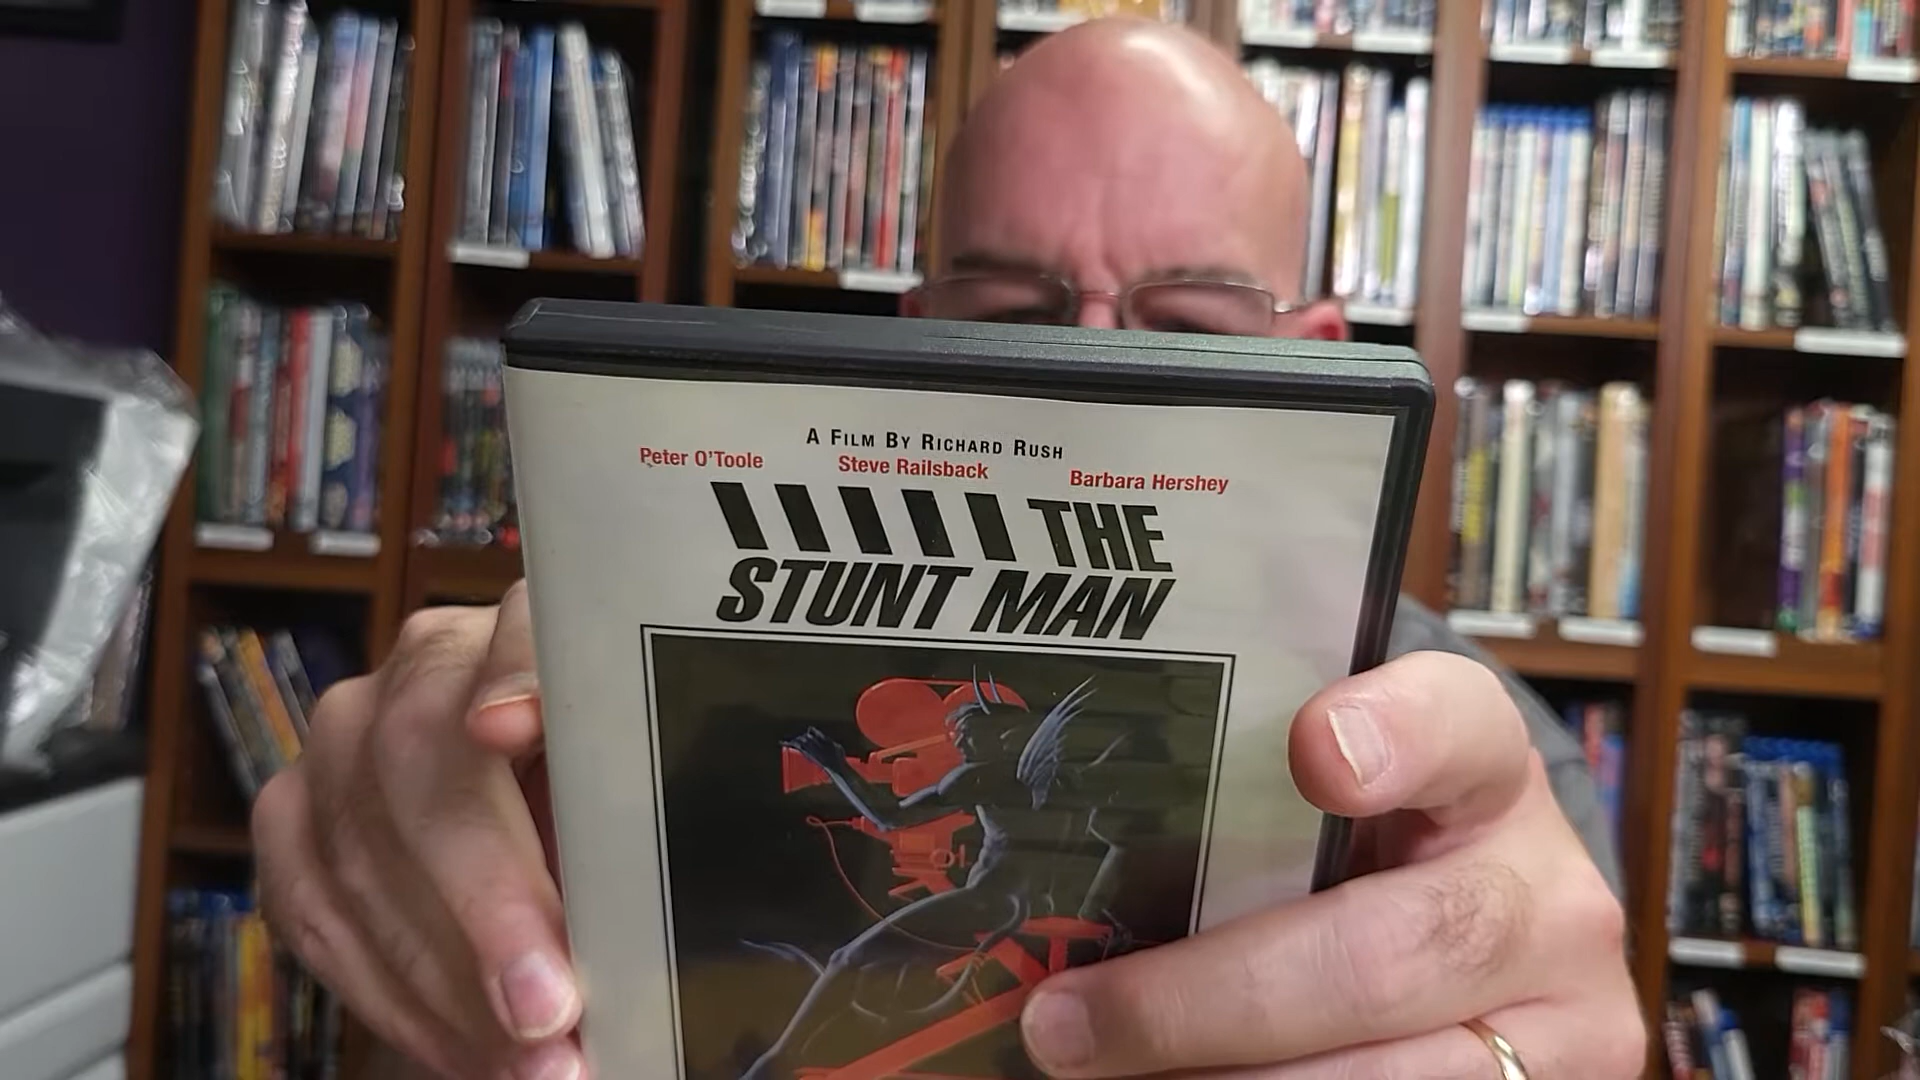 A FILM BY RICHARD RUSH
Peter O'Toole Steve Railsback Barbara Hershey
THE
STUNT MAN